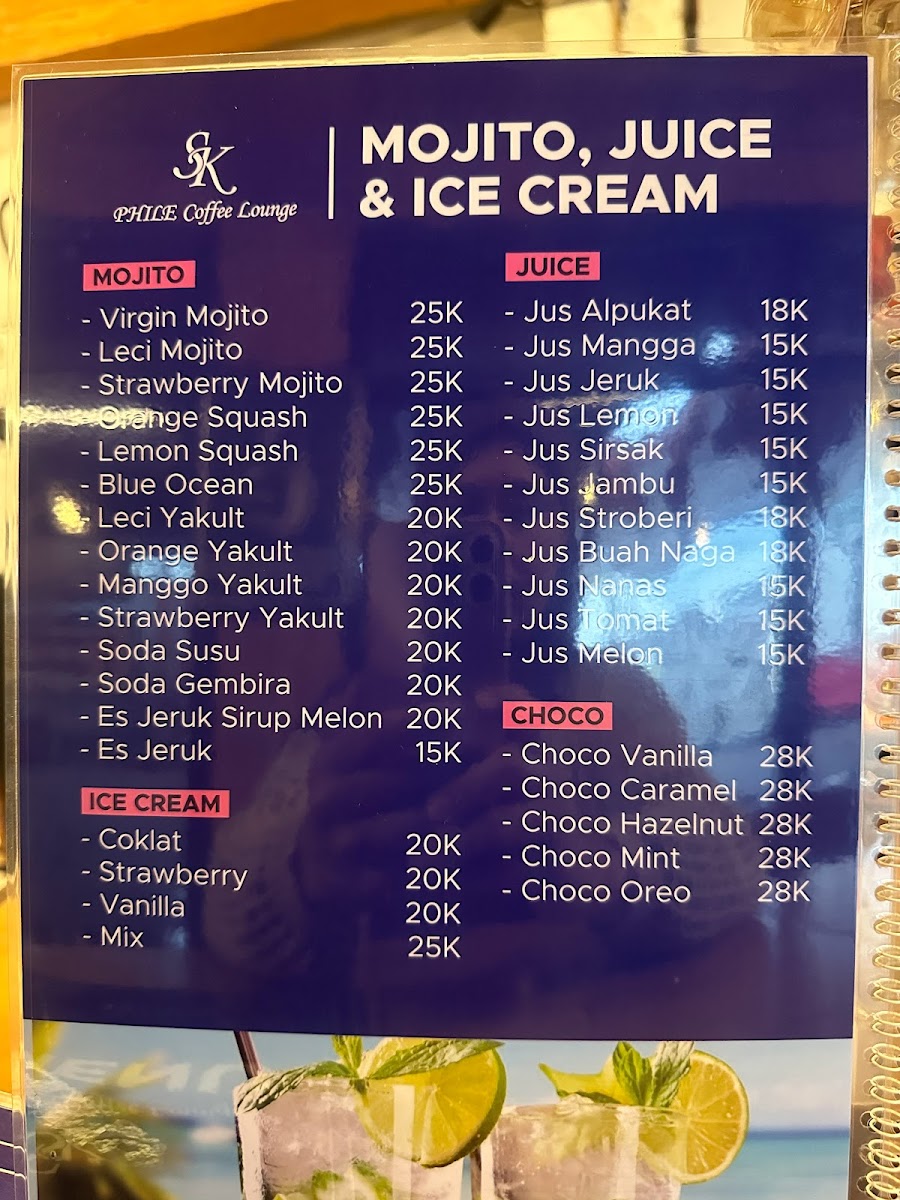 SK
PHILE Coffee Lounge
MOJITO, JUICE
& ICE CREAM
MOJITO
- Virgin Mojito 25K
- Leci Mojito 25K
- Strawberry Mojito 25K
- Orange Squash 25K
- Lemon Squash 25K
- Blue Ocean 25K
- Leci Yakult 20K
- Orange Yakult 20K
- Manggo Yakult 20K
- Strawberry Yakult 20K
- Soda Susu 20K
- Soda Gembira 20K
- Es Jeruk Sirup Melon 20K
- Es Jeruk 15K
ICE CREAM
- Coklat 20K
- Strawberry 20K
- Vanilla 20K
- Mix 25K
JUICE
- Jus Alpukat 18K
- Jus Mangga 15K
- Jus Jeruk 15K
- Jus Lemon 15K
- Jus Sirsak 15K
- Jus Jambu 15K
- Jus Stroberi 18K
- Jus Buah Naga 18K
- Jus Nanas 15K
- Jus Tomat 15K
- Jus Melon 15K
CHOCO
- Choco Vanilla 28K
- Choco Caramel 28K
- Choco Hazelnut 28K
- Choco Mint 28K
- Choco Oreo 28K